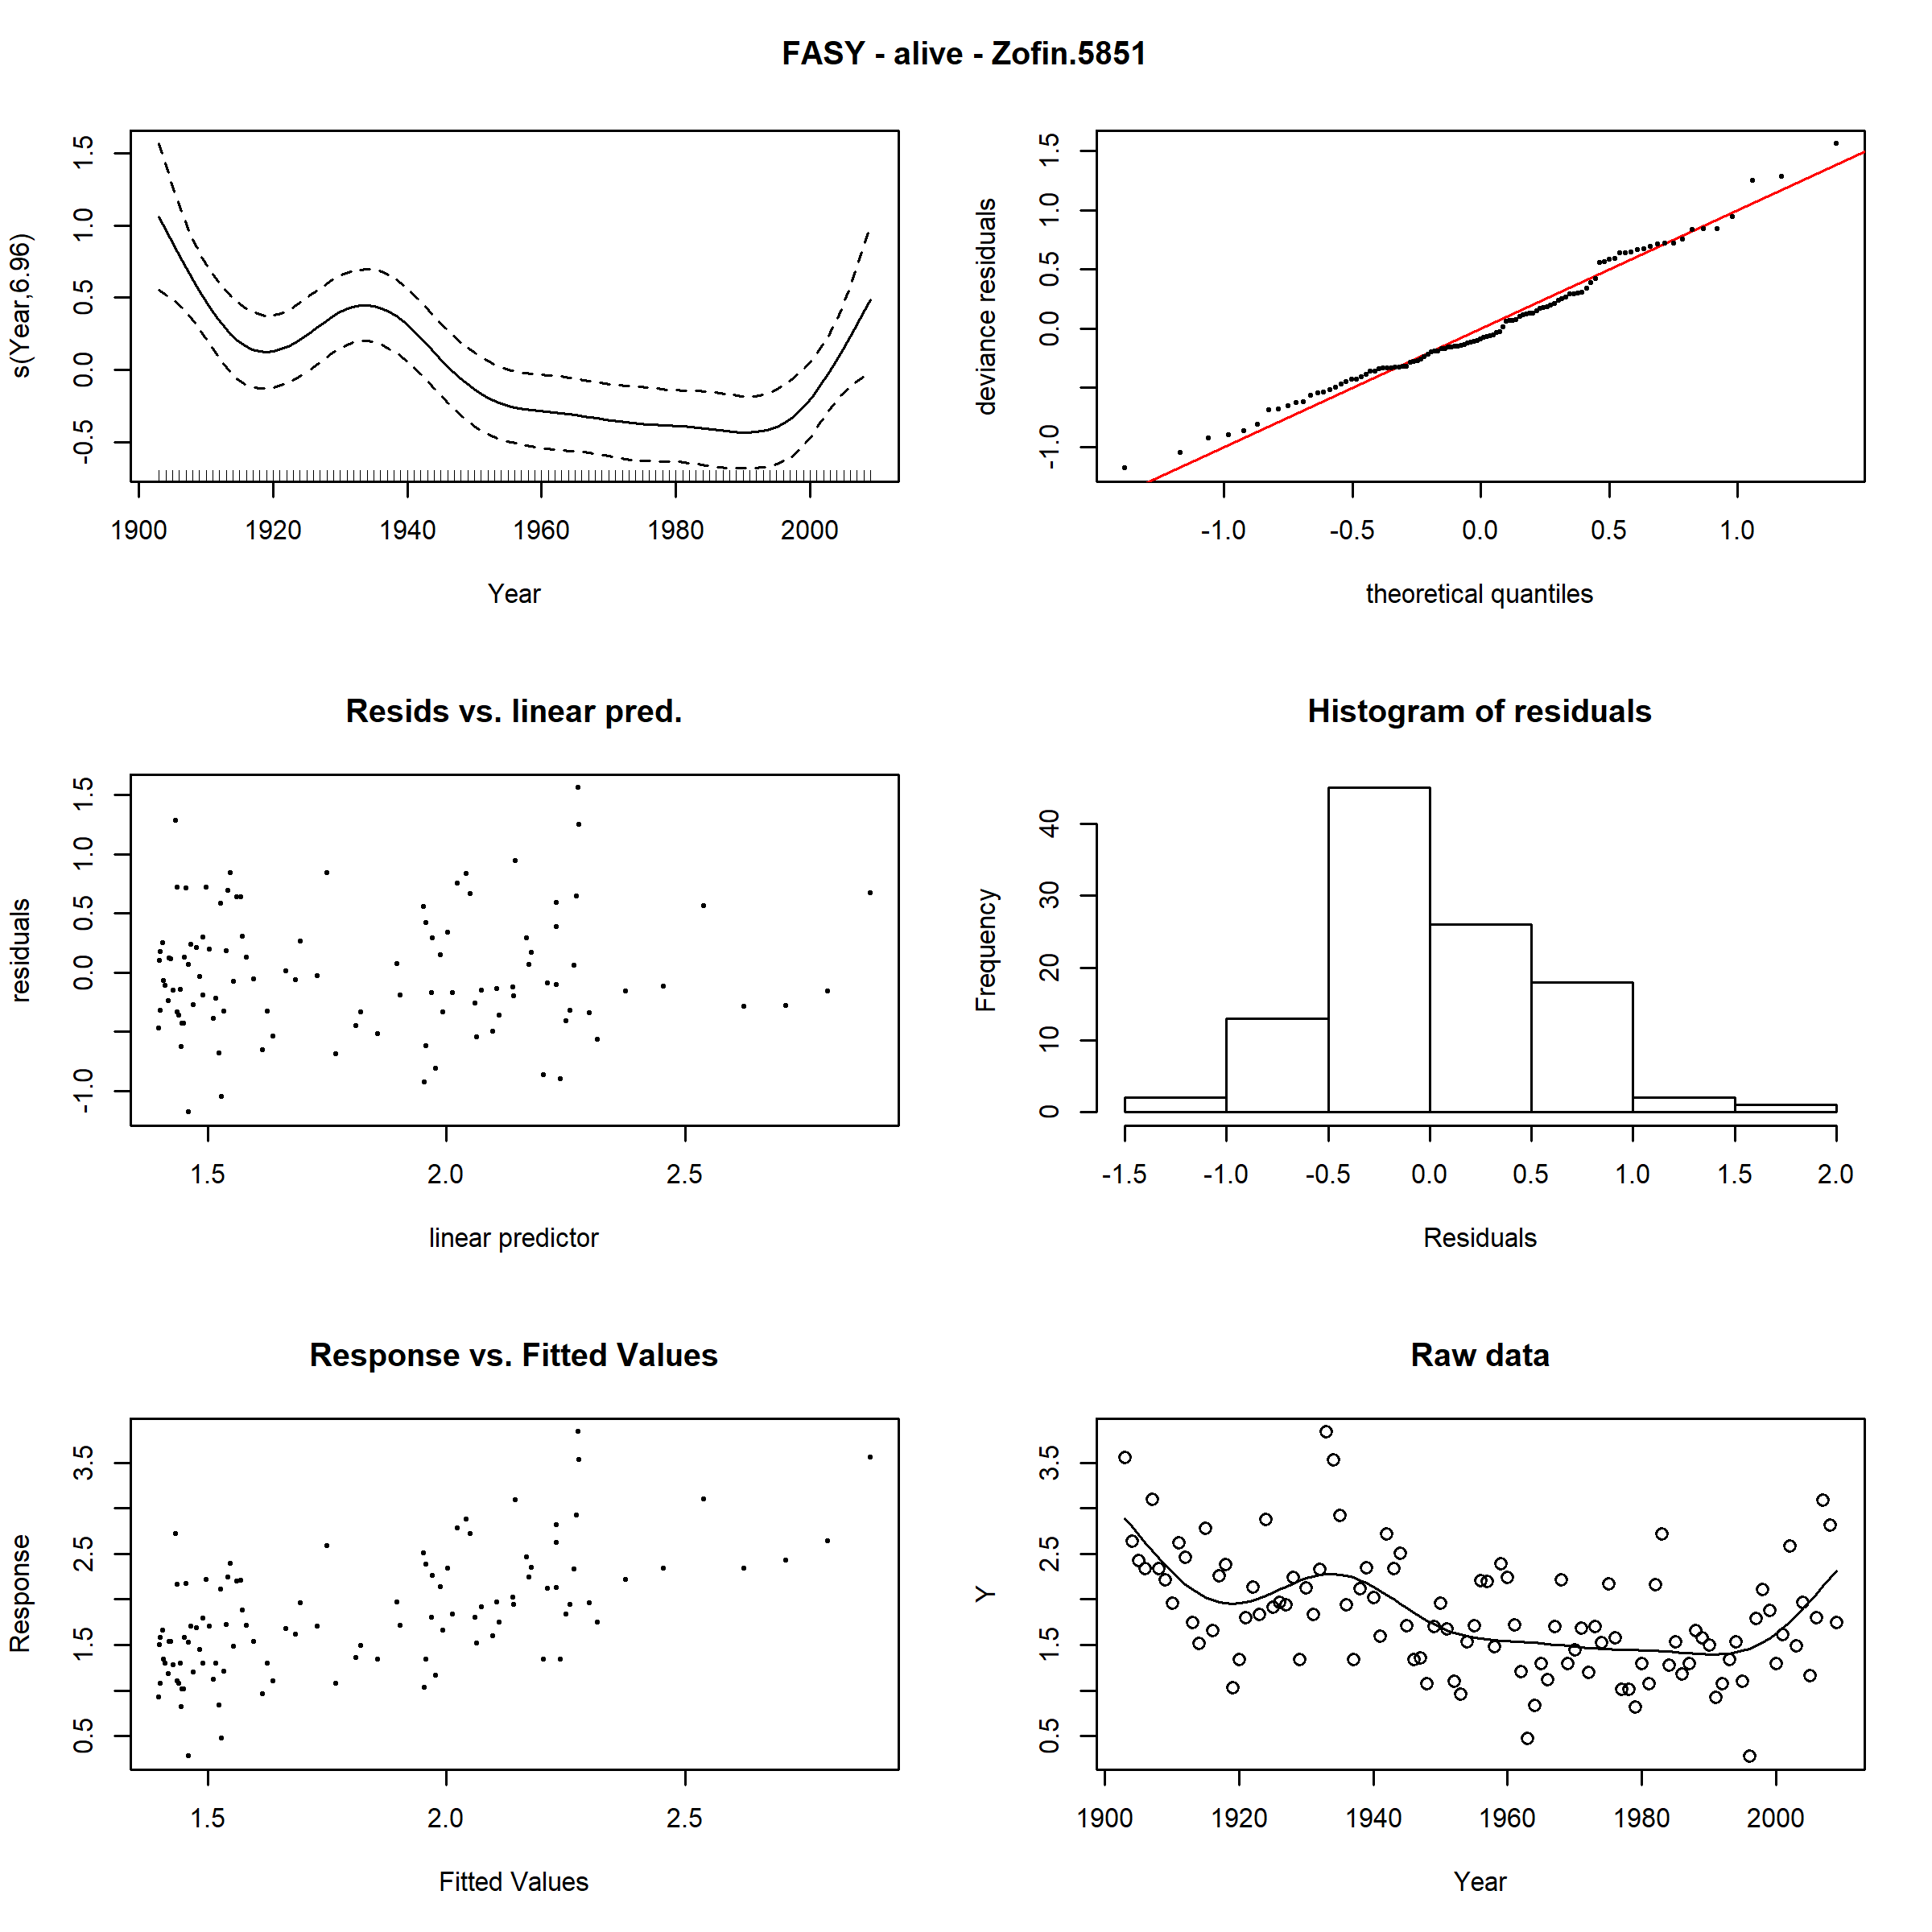 FASY - alive - Zofin.5851
s(Year,6.96)
-0.5 0.0 0.5 1.0 1.5
1900 1920 1940 1960 1980 2000
Year
deviance residuals
-1.0 0.0 0.5 1.0 1.5
-1.0 -0.5 0.0 0.5 1.0
theoretical quantiles
Resids vs. linear pred.
residuals
-1.0 0.0 0.5 1.0 1.5
1.5 2.0 2.5
linear predictor
Histogram of residuals
Frequency
0 10 20 30 40
-1.5 -1.0 -0.5 0.0 0.5 1.0 1.5 2.0
Residuals
Response vs. Fitted Values
Response
0.5 1.5 2.5 3.5
1.5 2.0 2.5
Fitted Values
Raw data
Y
0.5 1.5 2.5 3.5
1900 1920 1940 1960 1980 2000
Year